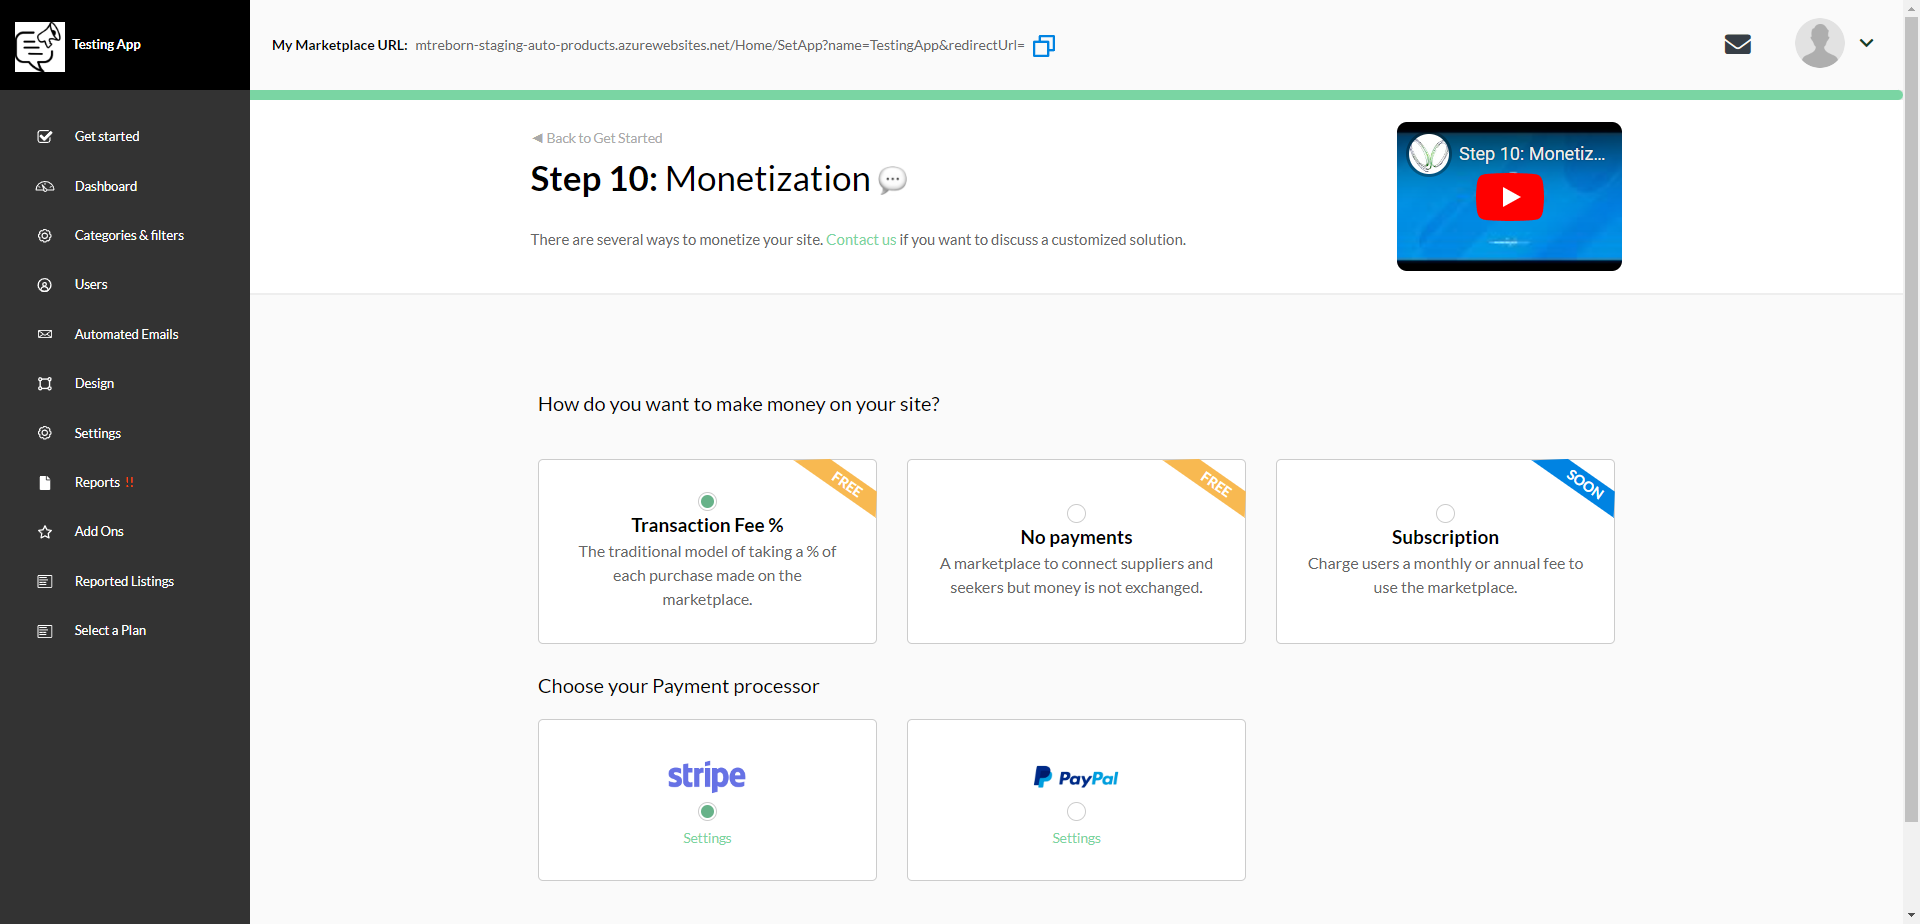 Testing App
My Marketplace URL: mtreborn-staging-auto-products.azurewebsites.net/Home/SetApp?name=TestingApp&redirectUrl=
Get started
Dashboard
Categories & filters
Users
Automated Emails
Design
Settings
Reports !!
Add Ons
Reported Listings
Select a Plan
◀ Back to Get Started
Step 10: Monetization
There are several ways to monetize your site. Contact us if you want to discuss a customized solution.
Step 10: Monetiz...
How do you want to make money on your site?
FREE
Transaction Fee %
The traditional model of taking a % of
each purchase made on the
marketplace.
FREE
No payments
A marketplace to connect suppliers and
seekers but money is not exchanged.
SOON
Subscription
Charge users a monthly or annual fee to
use the marketplace.
Choose your Payment processor
stripe
Settings
PayPal
Settings